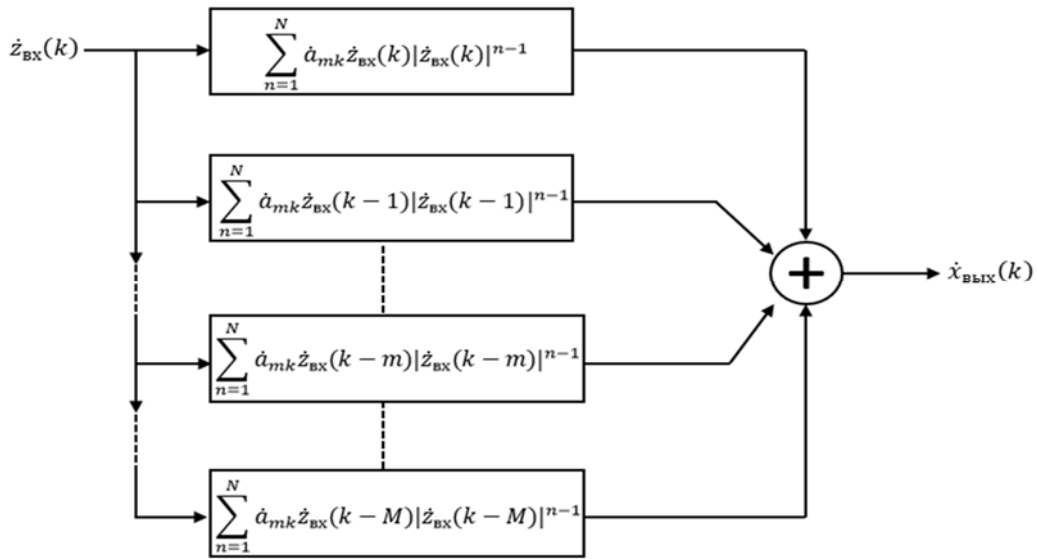 ż_вх(k)
∑_{n=1}^{N} ȧ_{mk}ż_вх(k)|ż_вх(k)|^{n−1}
∑_{n=1}^{N} ȧ_{mk}ż_вх(k − 1)|ż_вх(k − 1)|^{n−1}
+
ẋ_вых(k)
∑_{n=1}^{N} ȧ_{mk}ż_вх(k − m)|ż_вх(k − m)|^{n−1}
∑_{n=1}^{N} ȧ_{mk}ż_вх(k − M)|ż_вх(k − M)|^{n−1}